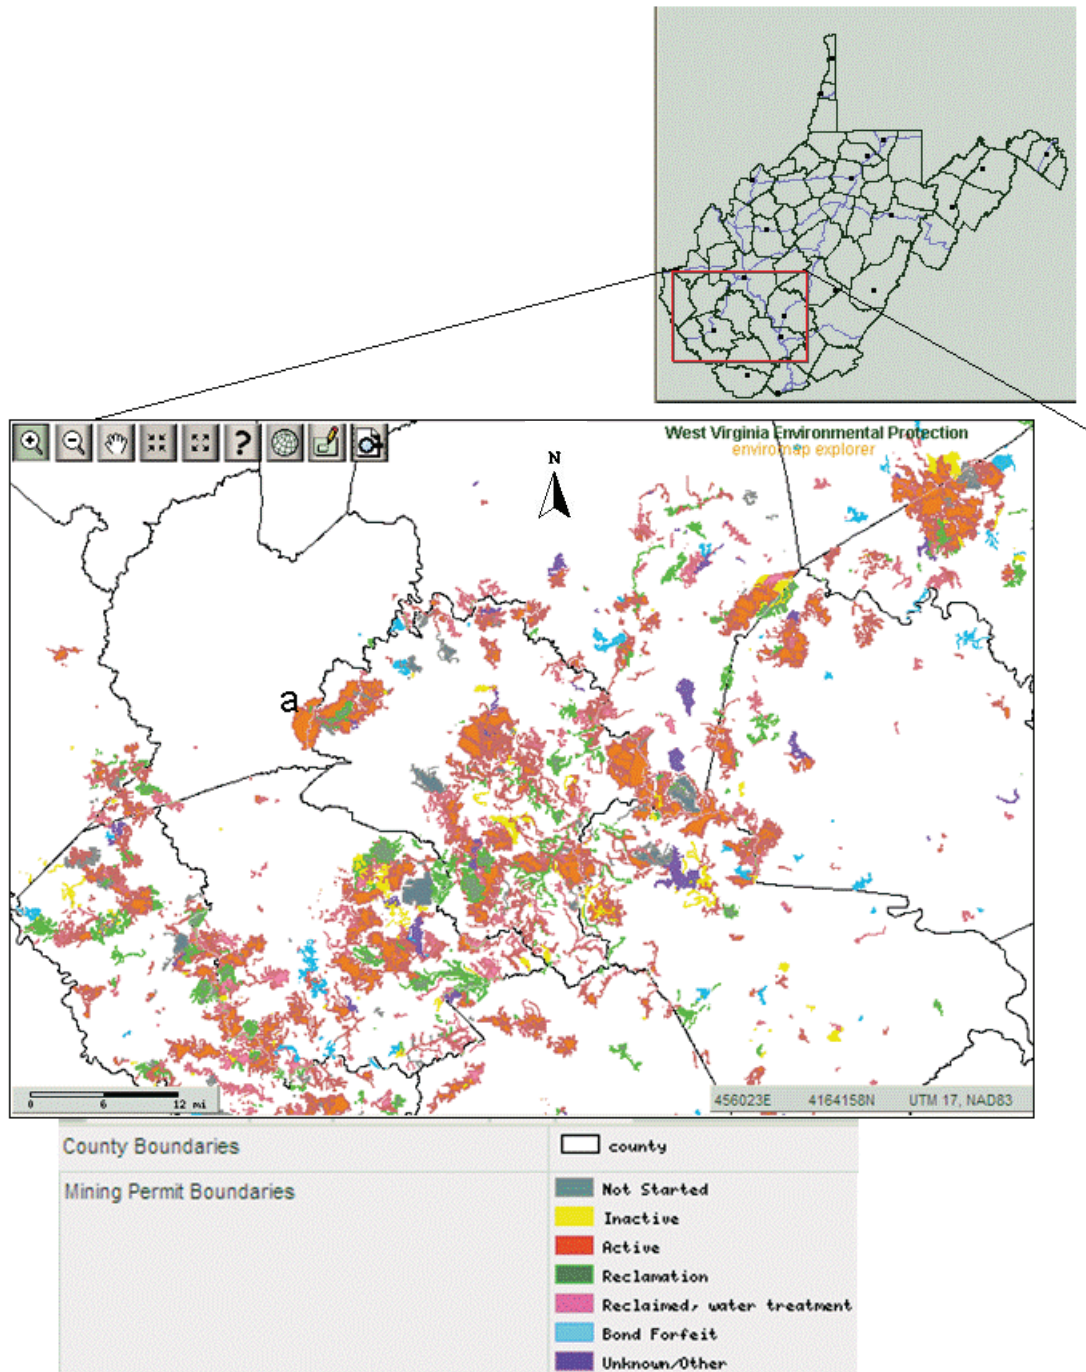 West Virginia Environmental Protection
enviromap explorer
?
N
a
0 6 12 mi
456023E 4164158N UTM 17, NAD83
County Boundaries
county
Mining Permit Boundaries
Not Started
Inactive
Active
Reclamation
Reclaimed, water treatment
Bond Forfeit
Unknown/Other